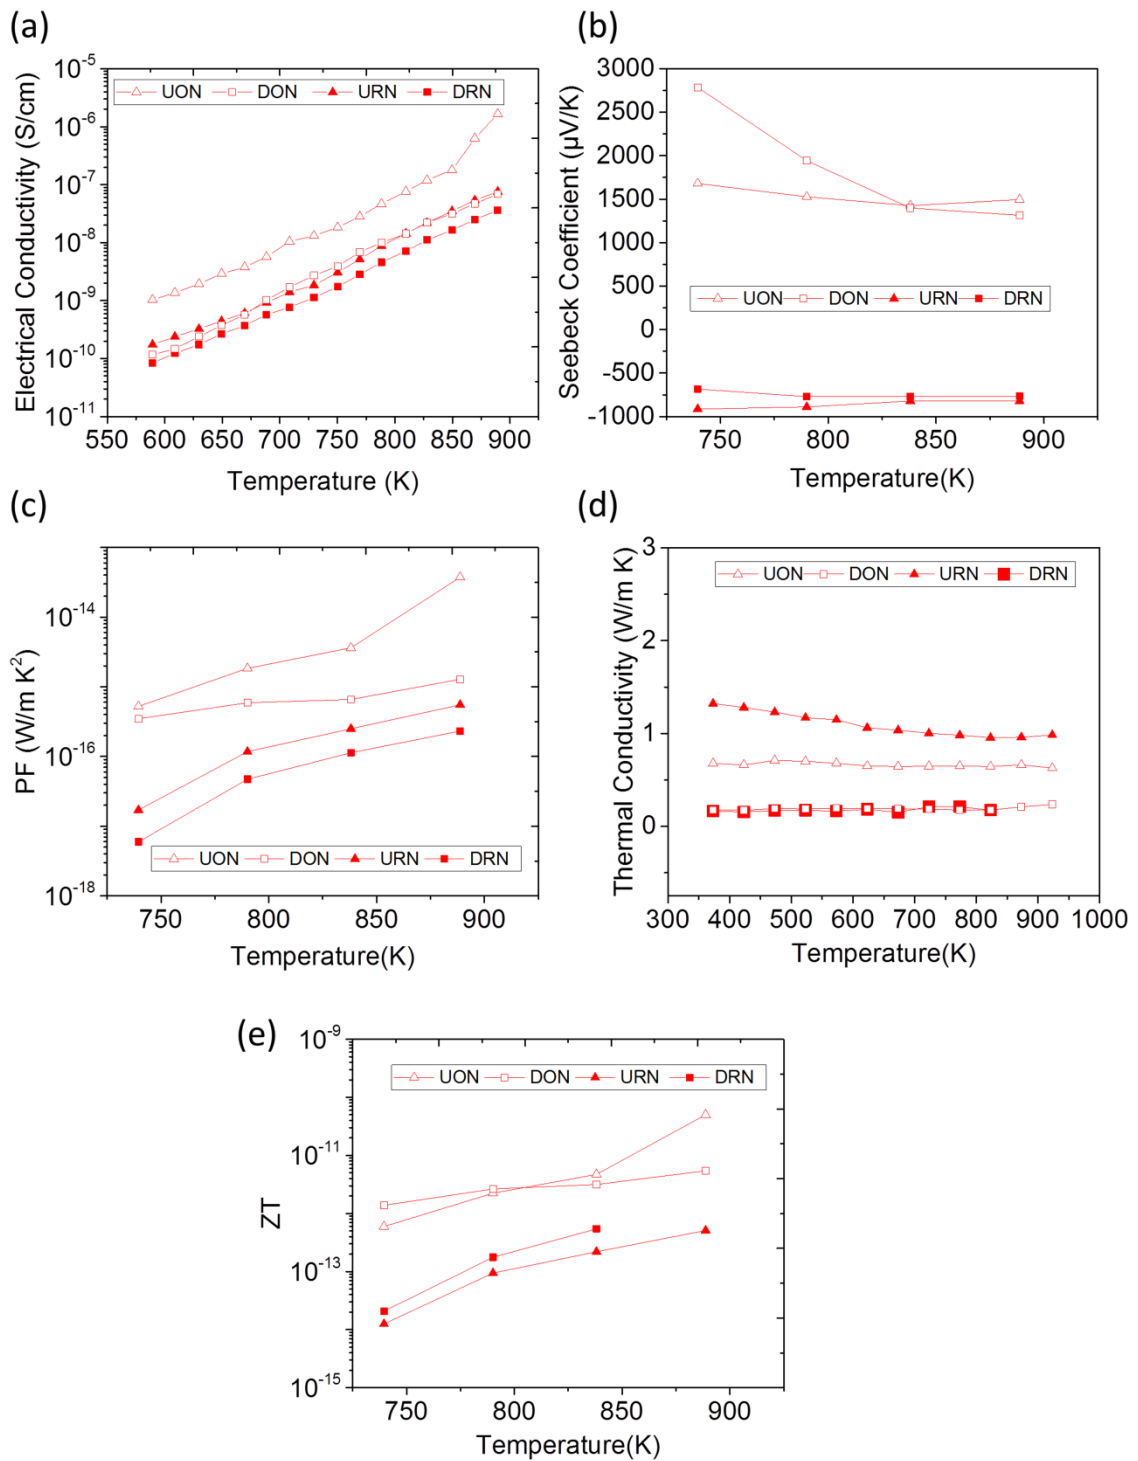 (a)
Electrical Conductivity (S/cm)
10⁻⁵
10⁻⁶
10⁻⁷
10⁻⁸
10⁻⁹
10⁻¹⁰
10⁻¹¹
UON DON URN DRN
550 600 650 700 750 800 850 900
Temperature (K)
(b)
Seebeck Coefficient (μV/K)
3000
2500
2000
1500
1000
500
0
-500
-1000
UON DON URN DRN
750 800 850 900
Temperature(K)
(c)
PF (W/m K²)
10⁻¹⁴
10⁻¹⁶
10⁻¹⁸
UON DON URN DRN
750 800 850 900
Temperature(K)
(d)
Thermal Conductivity (W/m K)
3
2
1
0
UON DON URN DRN
300 400 500 600 700 800 900 1000
Temperature(K)
(e)
ZT
10⁻⁹
10⁻¹¹
10⁻¹³
10⁻¹⁵
UON DON URN DRN
750 800 850 900
Temperature(K)